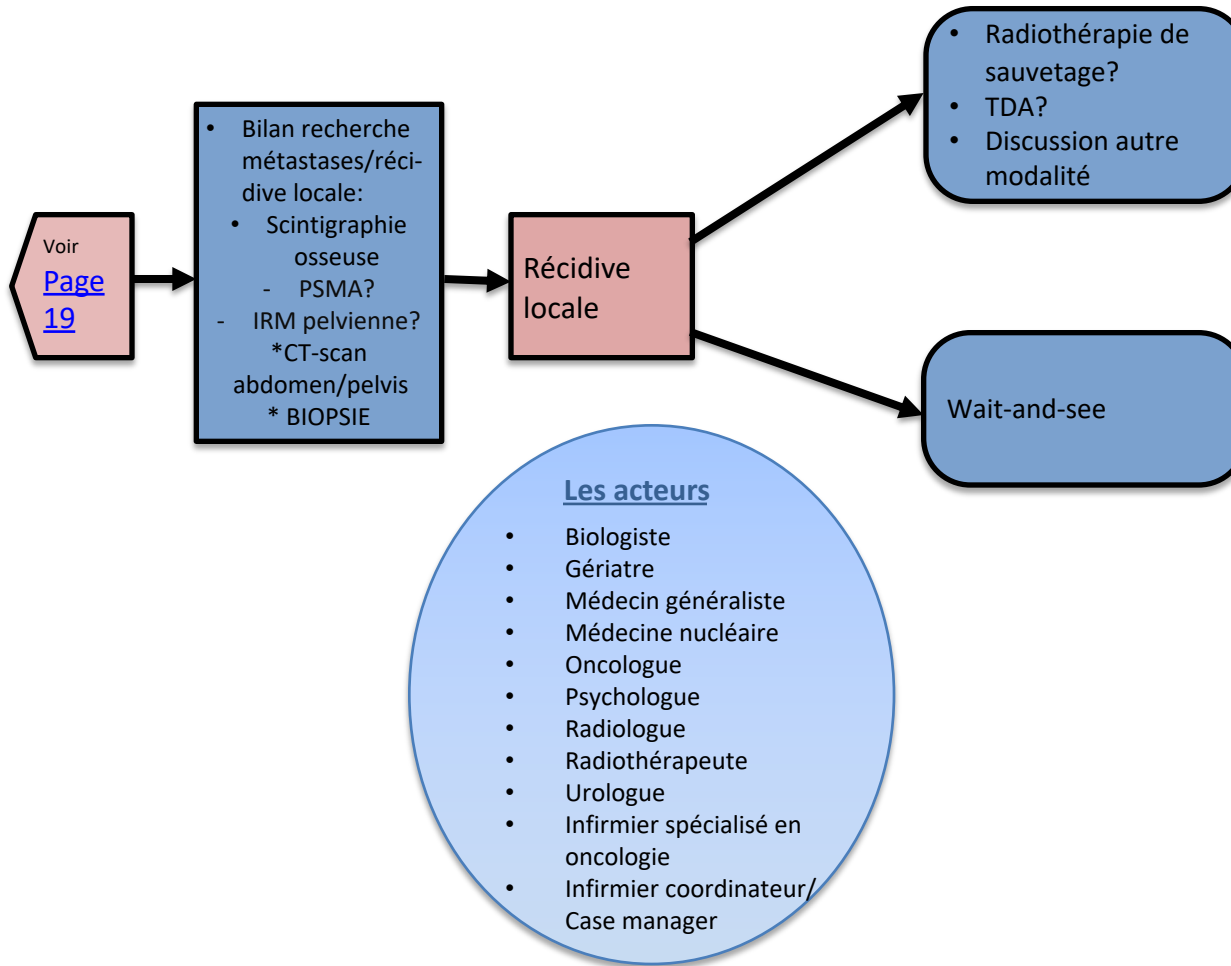 Voir
Page
19
• Bilan recherche
métastases/réci-
dive locale:
• Scintigraphie
osseuse
- PSMA?
- IRM pelvienne?
*CT-scan
abdomen/pelvis
* BIOPSIE
Récidive
locale
• Radiothérapie de
sauvetage?
• TDA?
• Discussion autre
modalité
Wait-and-see
Les acteurs
• Biologiste
• Gériatre
• Médecin généraliste
• Médecine nucléaire
• Oncologue
• Psychologue
• Radiologue
• Radiothérapeute
• Urologue
• Infirmier spécialisé en
oncologie
• Infirmier coordinateur/
Case manager